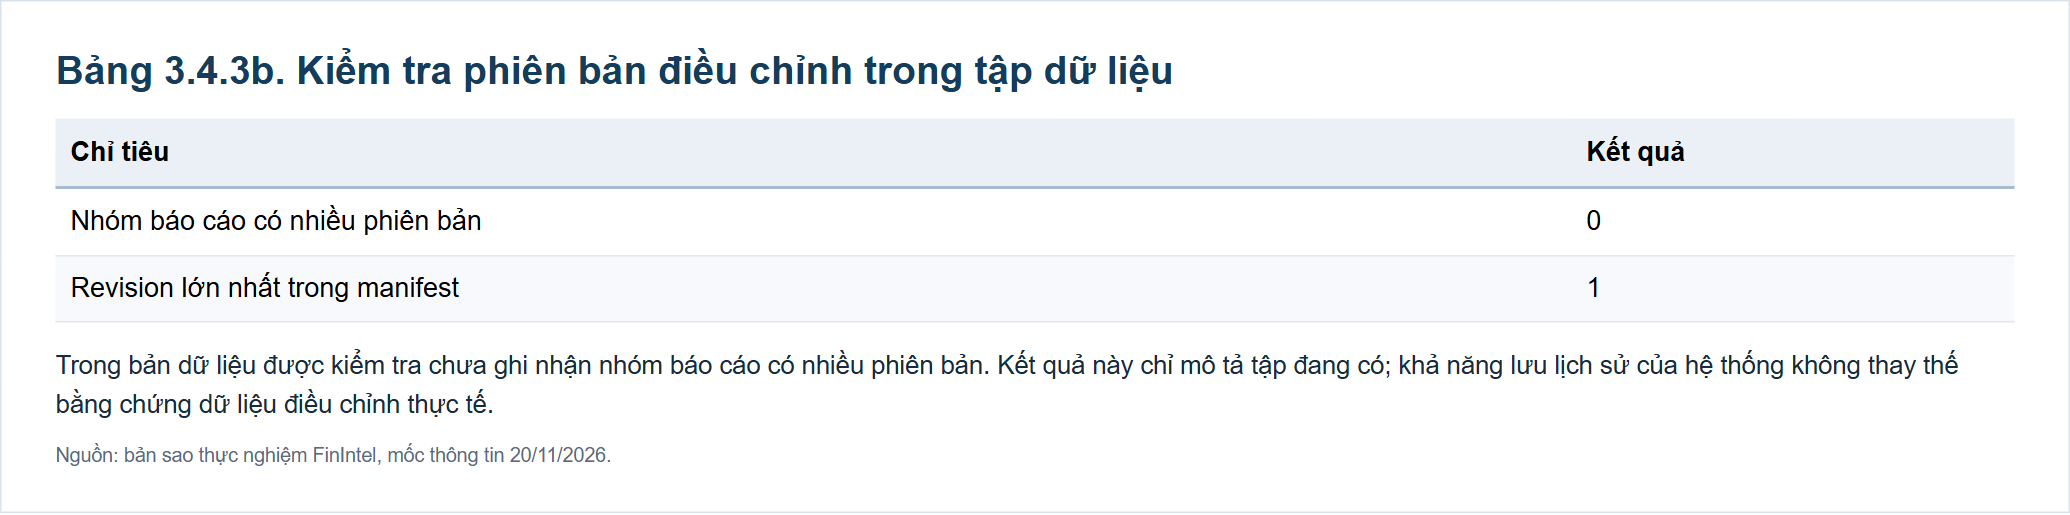 Bảng 3.4.3b. Kiểm tra phiên bản điều chỉnh trong tập dữ liệu
Chỉ tiêu Kết quả
Nhóm báo cáo có nhiều phiên bản 0
Revision lớn nhất trong manifest 1
Trong bản dữ liệu được kiểm tra chưa ghi nhận nhóm báo cáo có nhiều phiên bản. Kết quả này chỉ mô tả tập đang có; khả năng lưu lịch sử của hệ thống không thay thế
bằng chứng dữ liệu điều chỉnh thực tế.
Nguồn: bản sao thực nghiệm FinIntel, mốc thông tin 20/11/2026.